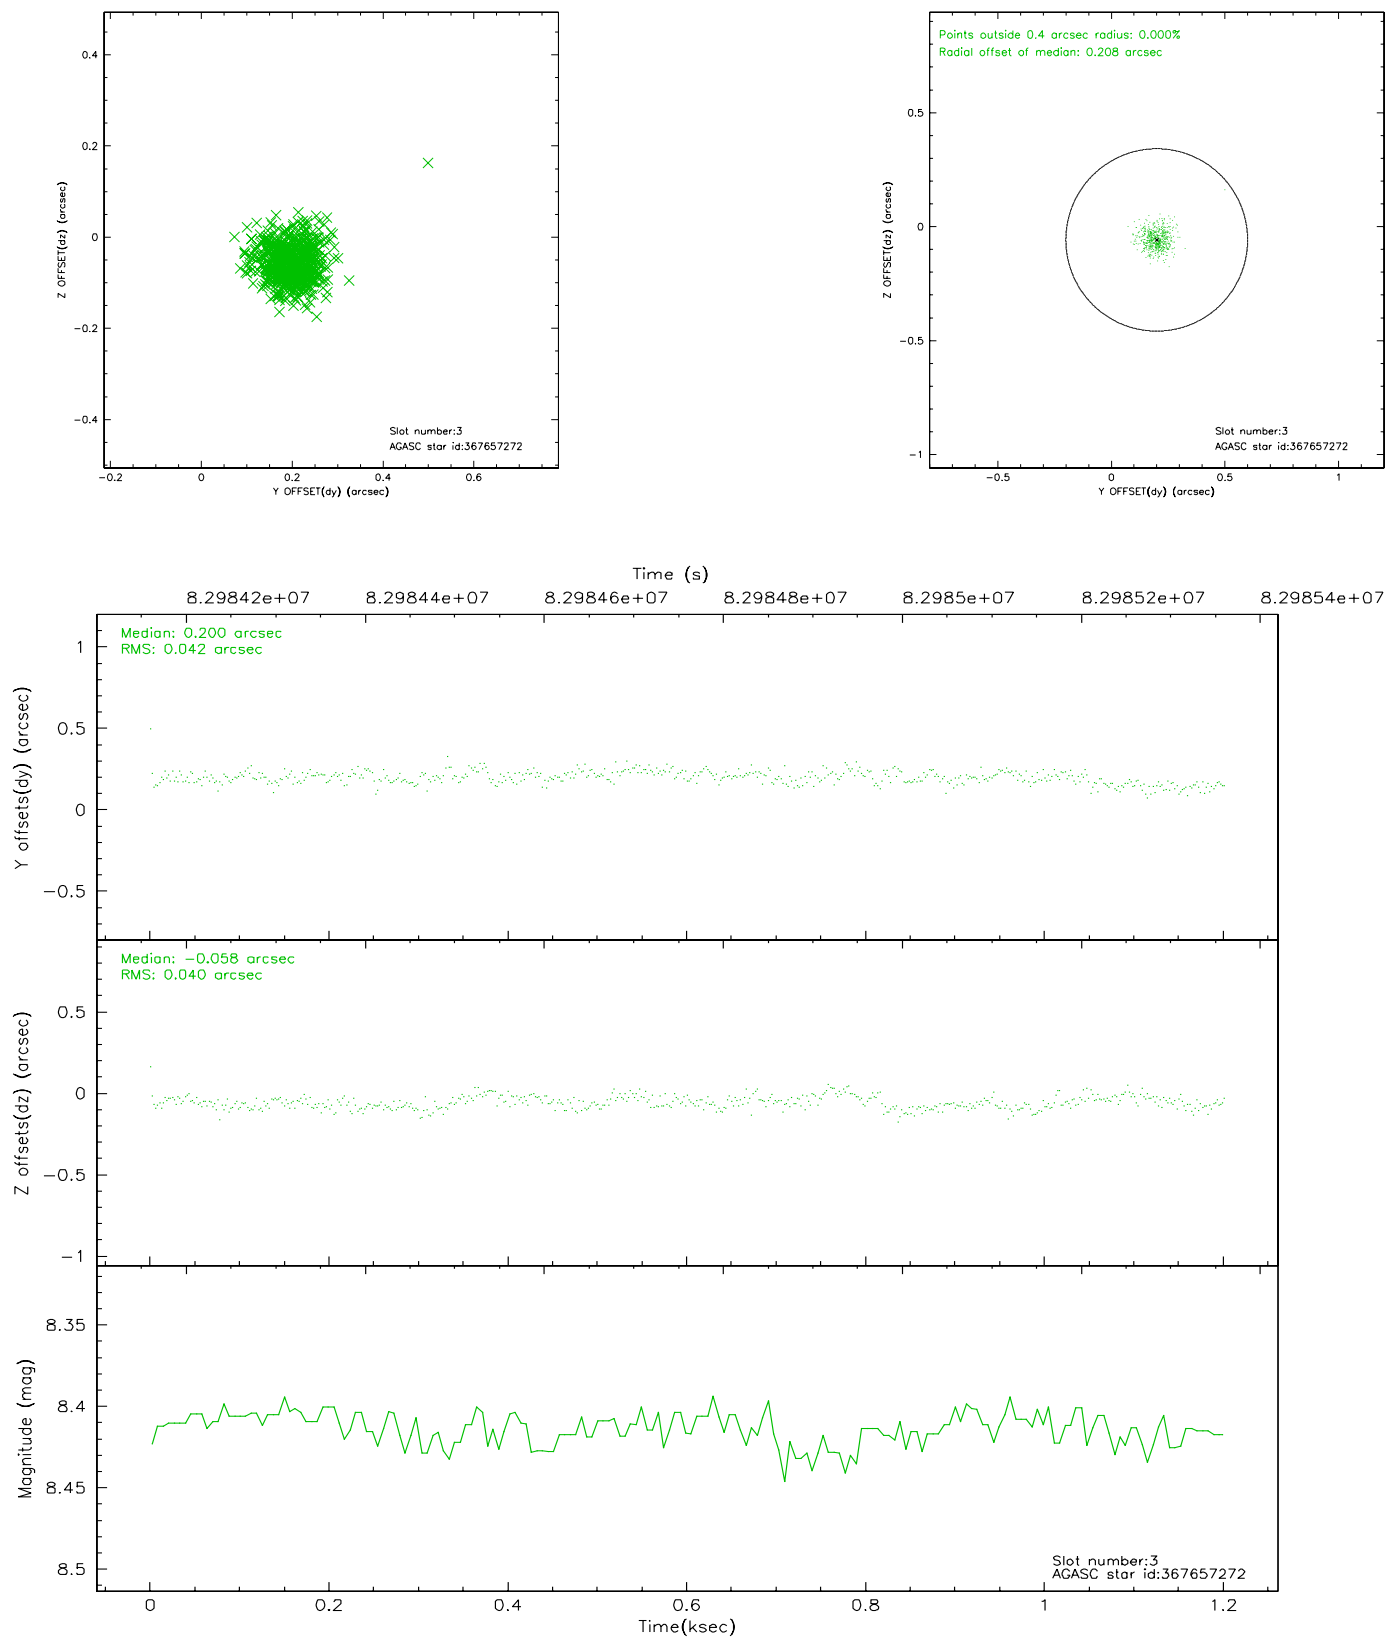 0.4
0.2
0
−0.2
−0.4
Z OFFSET(dz) (arcsec)
Slot number:3
AGASC star id:367657272
−0.2 0 0.2 0.4 0.6
Y OFFSET(dy) (arcsec)
Points outside 0.4 arcsec radius: 0.000%
Radial offset of median: 0.208 arcsec
0.5
0
−0.5
−1
Z OFFSET(dz) (arcsec)
Slot number:3
AGASC star id:367657272
−0.5 0 0.5 1
Y OFFSET(dy) (arcsec)
Time (s)
8.29842e+07 8.29844e+07 8.29846e+07 8.29848e+07 8.2985e+07 8.29852e+07 8.29854e+07
Median: 0.200 arcsec
RMS: 0.042 arcsec
1
0.5
0
−0.5
Y offsets(dy) (arcsec)
Median: −0.058 arcsec
RMS: 0.040 arcsec
0.5
0
−0.5
−1
Z offsets(dz) (arcsec)
8.35
8.4
8.45
8.5
Magnitude (mag)
Slot number:3
AGASC star id:367657272
0 0.2 0.4 0.6 0.8 1 1.2
Time(ksec)